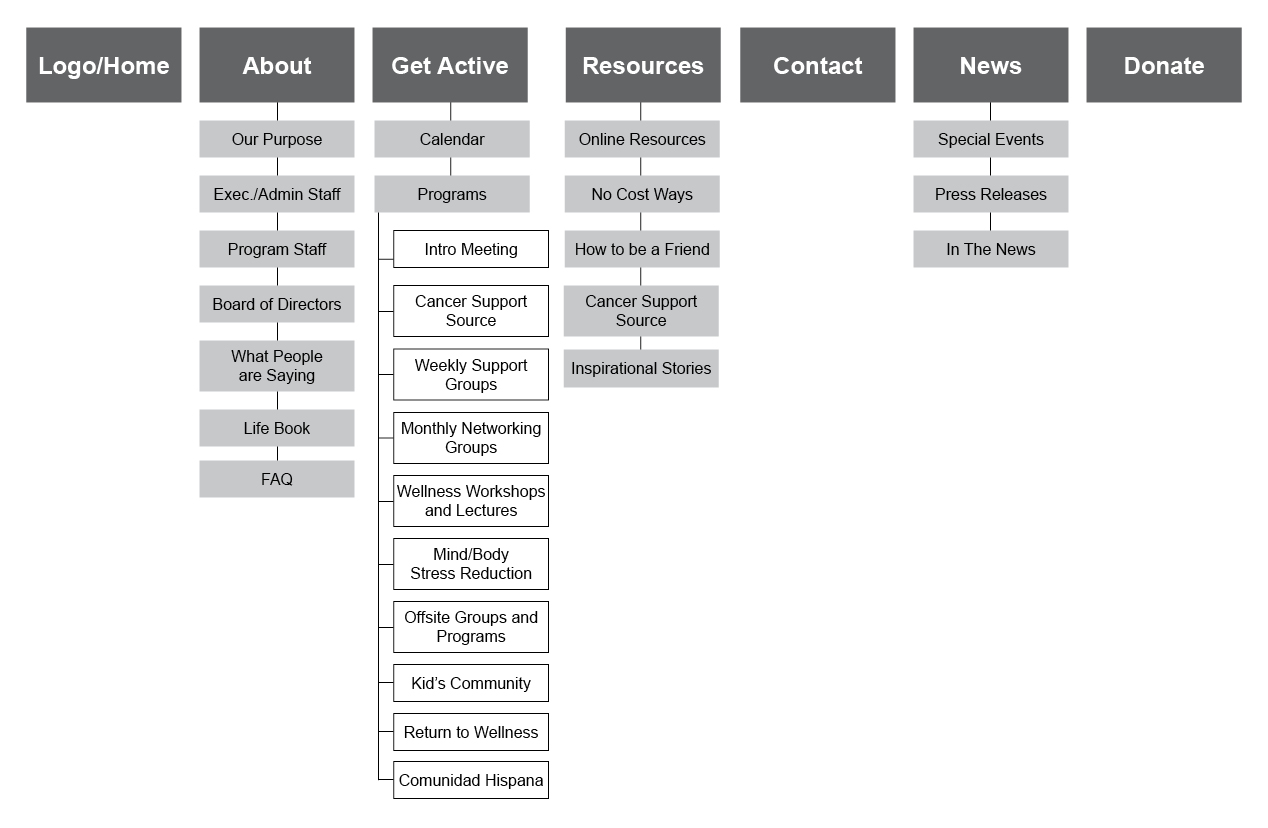 Logo/Home
About
Get Active
Resources
Contact
News
Donate
Our Purpose
Exec./Admin Staff
Program Staff
Board of Directors
What People
are Saying
Life Book
FAQ
Calendar
Programs
Intro Meeting
Cancer Support
Source
Weekly Support
Groups
Monthly Networking
Groups
Wellness Workshops
and Lectures
Mind/Body
Stress Reduction
Offsite Groups and
Programs
Kid’s Community
Return to Wellness
Comunidad Hispana
Online Resources
No Cost Ways
How to be a Friend
Cancer Support
Source
Inspirational Stories
Special Events
Press Releases
In The News